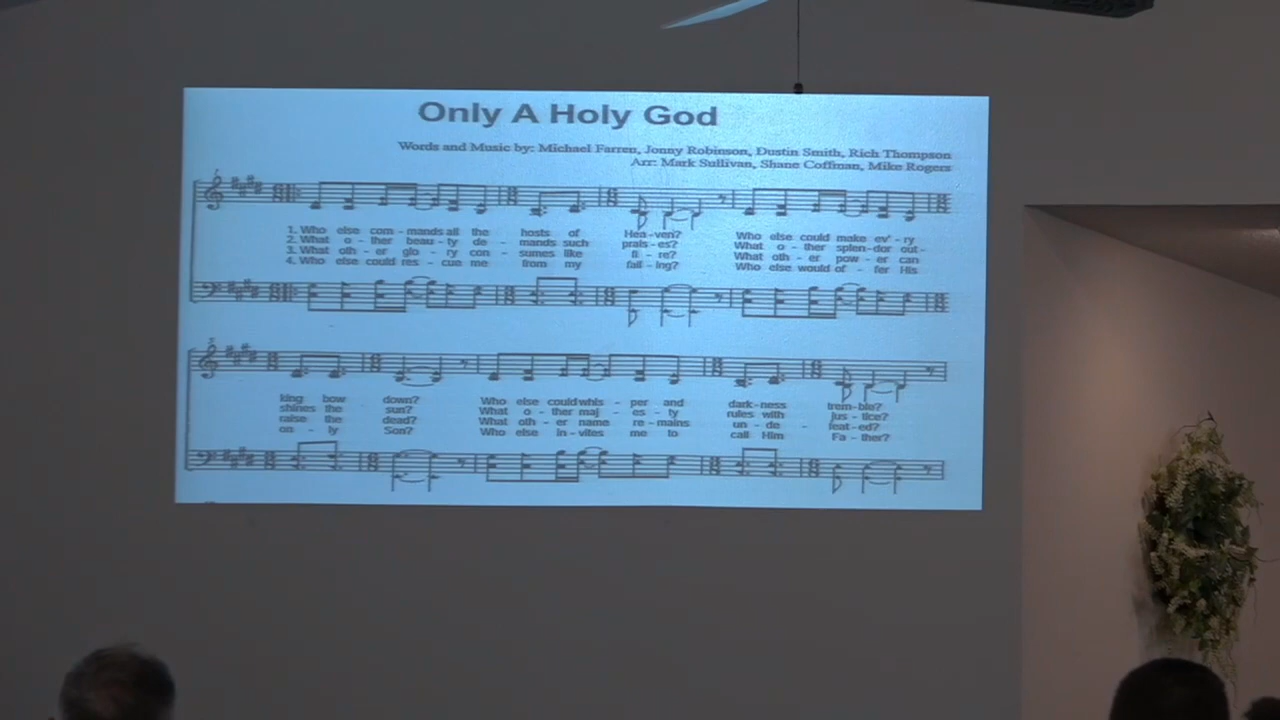 Only A Holy God
Words and Music by: Michael Farren, Jonny Robinson, Dustin Smith, Rich Thompson
Arr: Mark Sullivan, Shane Coffman, Mike Rogers
1. Who else com - mands all the hosts of Hea - ven? Who else could make ev' - ry
2. What o - ther beau - ty de - mands such prais - es? What o - ther splen - dor out -
3. What oth - er glo - ry con - sumes like fi - re? What oth - er pow - er can
4. Who else could res - cue me from my fail - ing? Who else would of - fer His
king bow down? Who else could whis - per and dark - ness trem - ble?
shines the sun? What o - ther maj - es - ty rules with jus - tice?
raise the dead? What oth - er name re - mains un - de - feat - ed?
on - ly Son? Who else in - vites me to call Him Fa - ther?